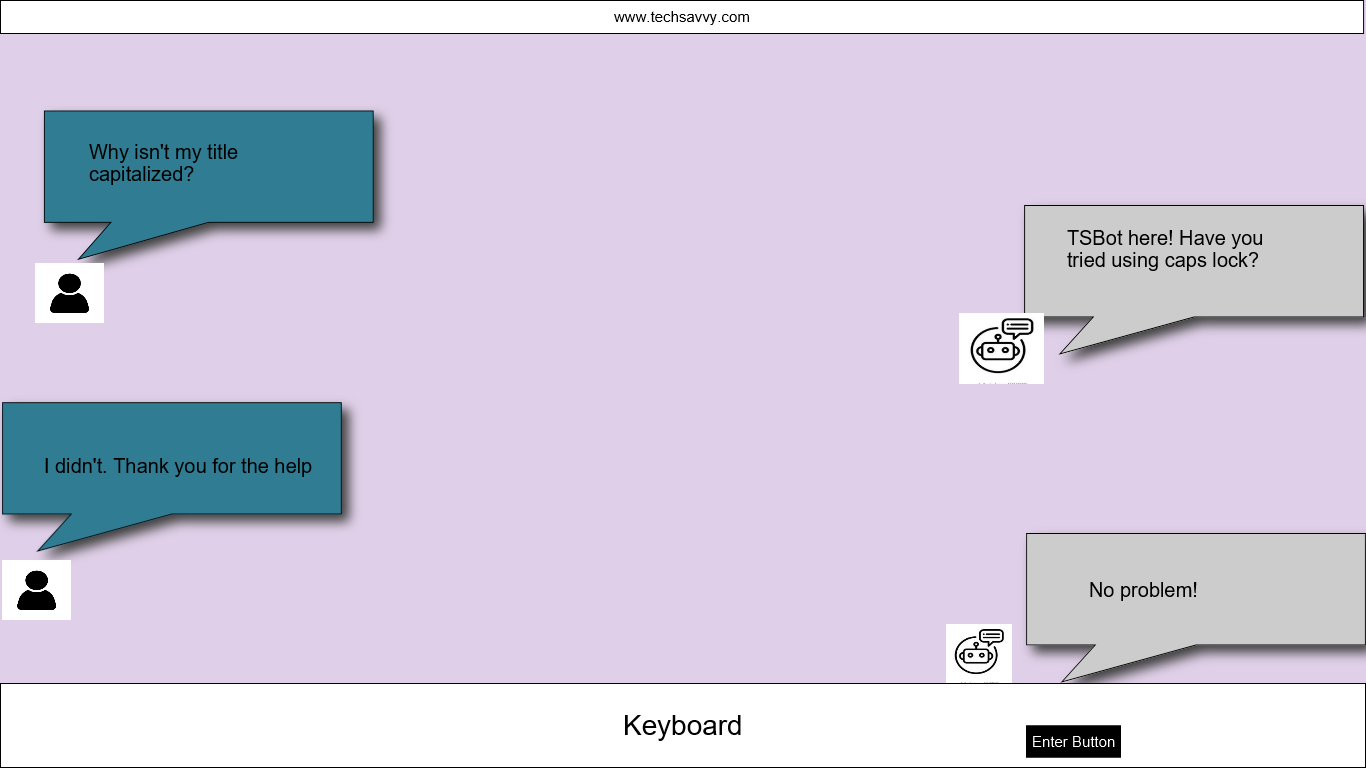 www.techsavvy.com
Why isn't my title
capitalized?
TSBot here! Have you
tried using caps lock?
I didn't. Thank you for the help
No problem!
Keyboard
Enter Button